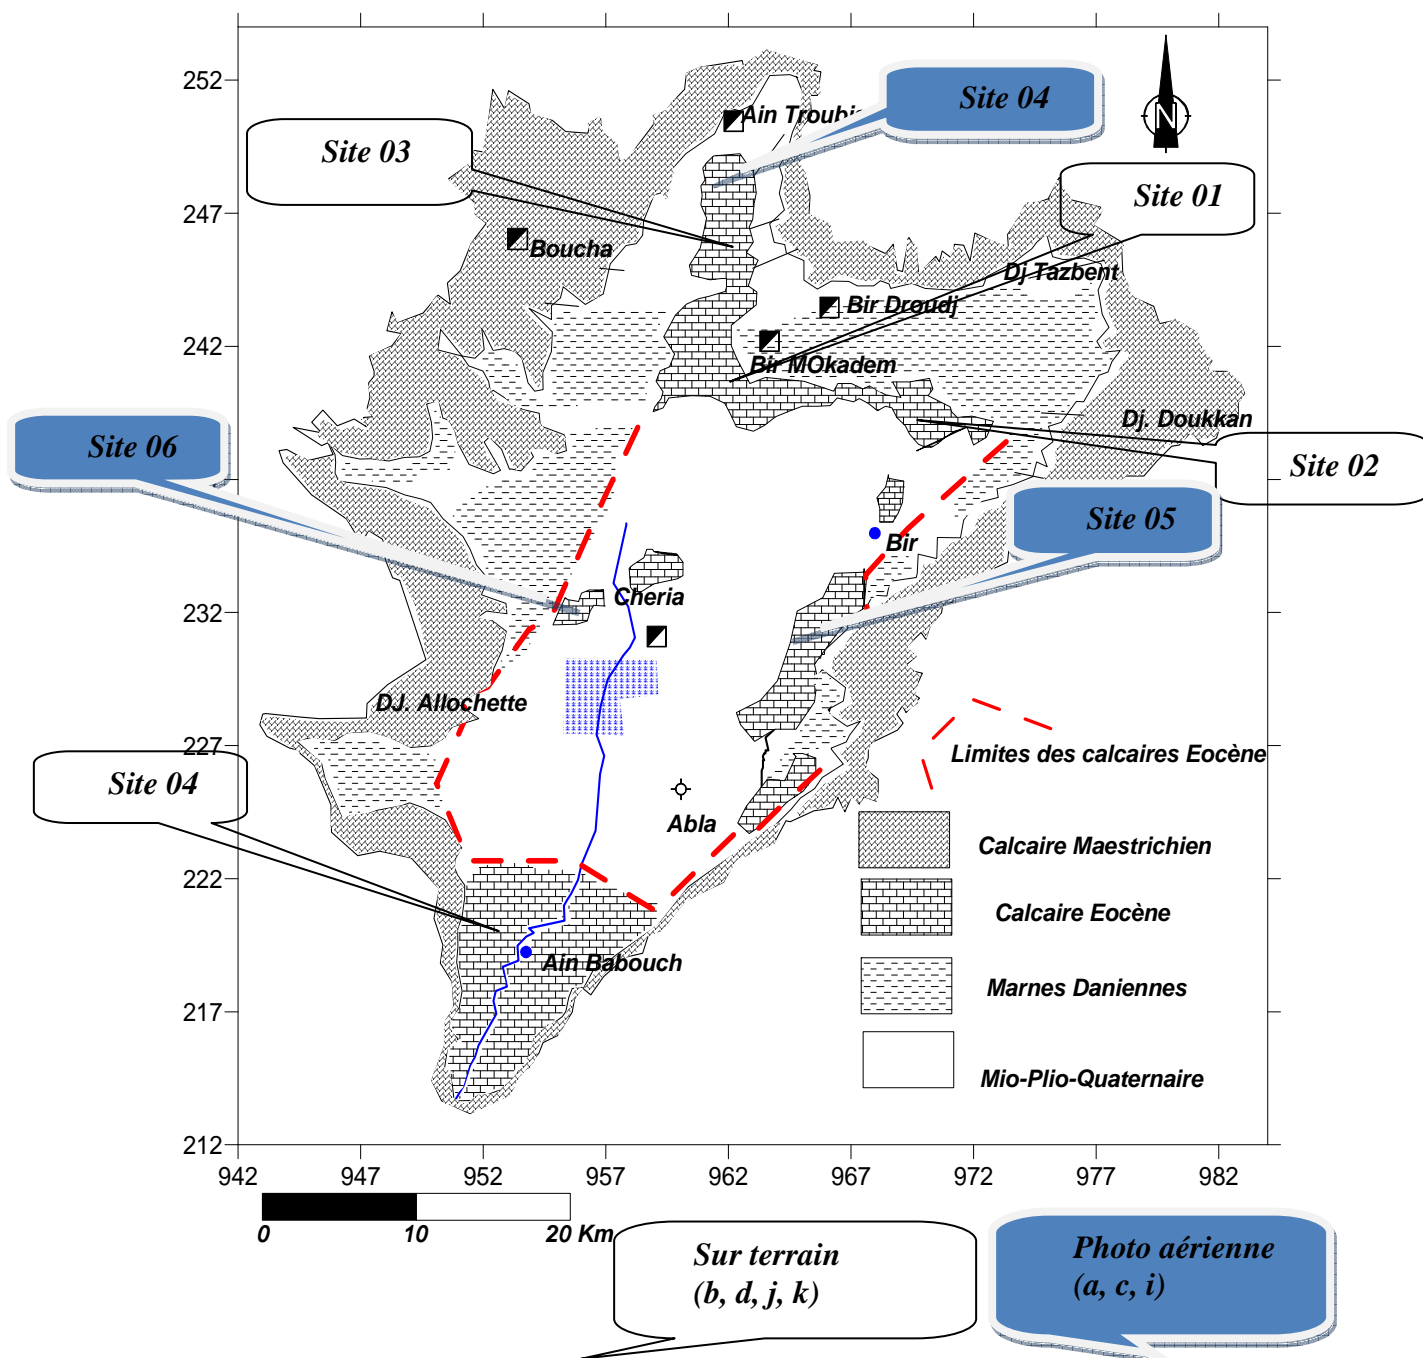 252
247
242
232
227
222
217
212
942
947
952
957
962
967
972
977
982
Site 04
Site 03
Ain Troubi
N
Site 01
Boucha
Dj Tazbent
Bir Droudj
Bir MOkadem
Dj. Doukkan
Site 06
Site 02
Site 05
Bir
Cheria
DJ. Allochette
Limites des calcaires Eocène
Site 04
Abla
Calcaire Maestrichien
Calcaire Eocène
Ain Babouch
Marnes Daniennes
Mio-Plio-Quaternaire
0
10
20 Km
Sur terrain
(b, d, j, k)
Photo aérienne
(a, c, i)